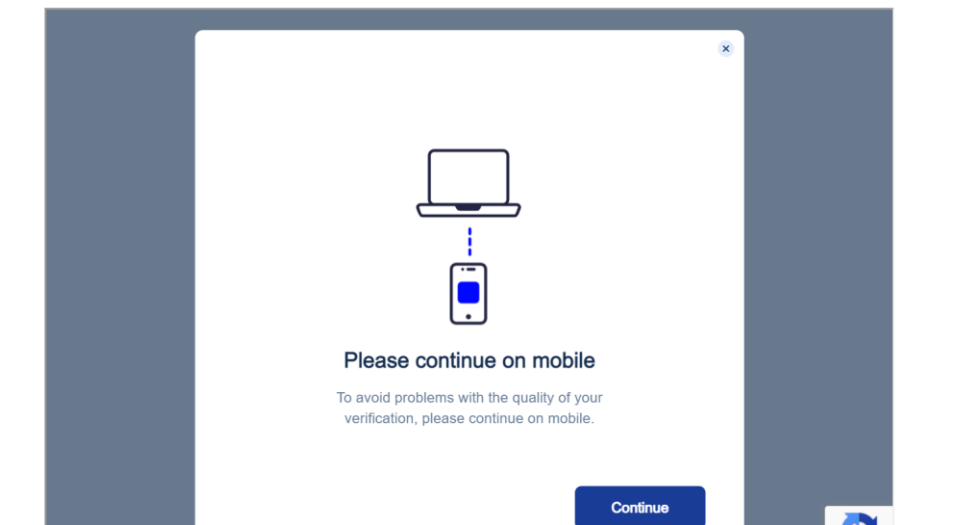 Please continue on mobile
To avoid problems with the quality of your
verification, please continue on mobile.
Continue